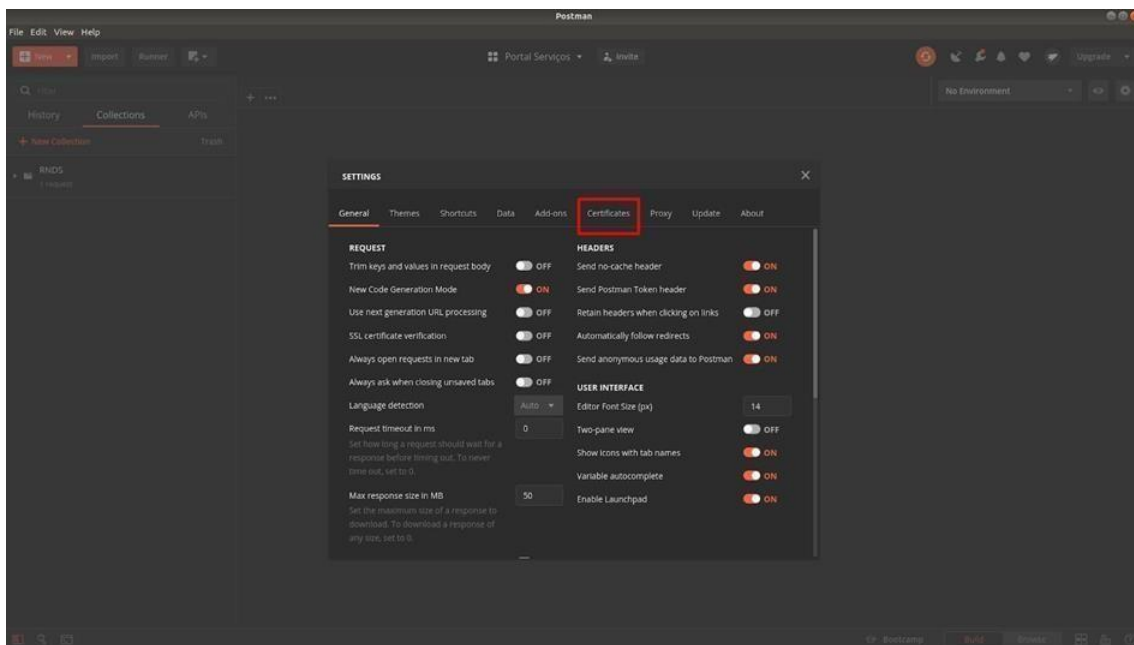 Postman
File Edit View Help
New Import Runner Portal Serviços Invite Upgrade
Filter
No Environment
History Collections APIs
+ New Collection Trash
RNDS
1 request
SETTINGS
General Themes Shortcuts Data Add-ons Certificates Proxy Update About
REQUEST
Trim keys and values in request body OFF
New Code Generation Mode ON
Use next generation URL processing OFF
SSL certificate verification OFF
Always open requests in new tab OFF
Always ask when closing unsaved tabs OFF
Language detection Auto
Request timeout in ms 0
Set how long a request should wait for a
response before timing out. To never
time out, set to 0.
Max response size in MB 50
Set the maximum size of a response to
download. To download a response of
any size, set to 0.
HEADERS
Send no-cache header ON
Send Postman Token header ON
Retain headers when clicking on links OFF
Automatically follow redirects ON
Send anonymous usage data to Postman ON
USER INTERFACE
Editor Font Size (px) 14
Two-pane view OFF
Show icons with tab names ON
Variable autocomplete ON
Enable Launchpad ON
Bootcamp Build Browse